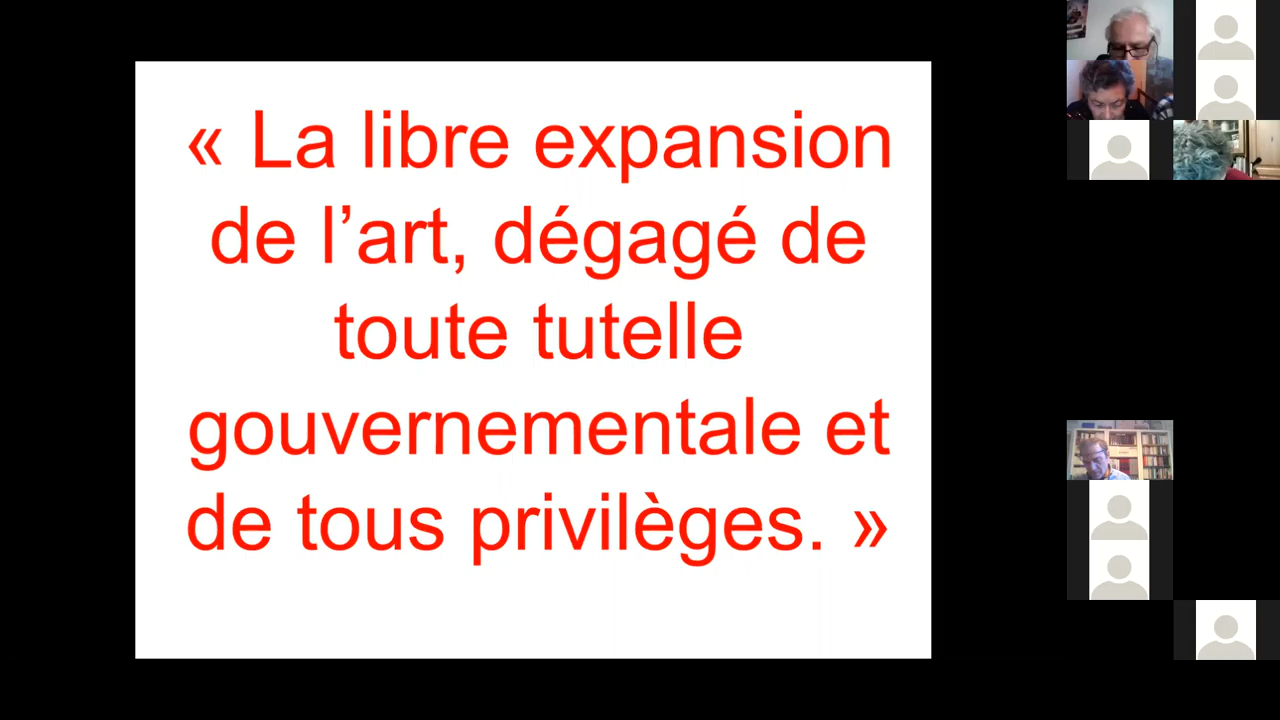 « La libre expansion
de l’art, dégagé de
toute tutelle
gouvernementale et
de tous privilèges. »